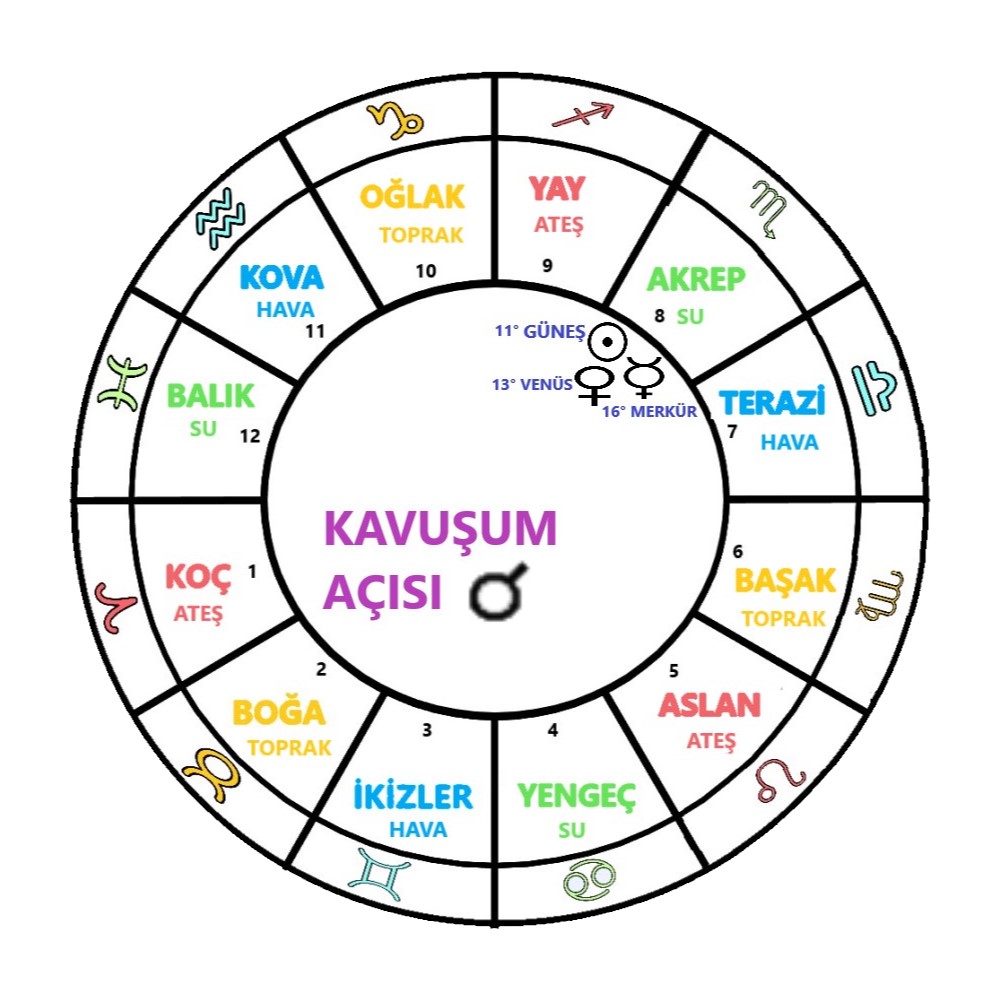 OĞLAK
TOPRAK
10
YAY
ATEŞ
9
AKREP
8 SU
TERAZİ
7
HAVA
6
BAŞAK
TOPRAK
5
ASLAN
ATEŞ
4
YENGEÇ
SU
3
İKİZLER
HAVA
2
BOĞA
TOPRAK
KOÇ 1
ATEŞ
BALIK
SU 12
KOVA
HAVA
11
11° GÜNEŞ
13° VENÜS
16° MERKÜR
KAVUŞUM
AÇISI